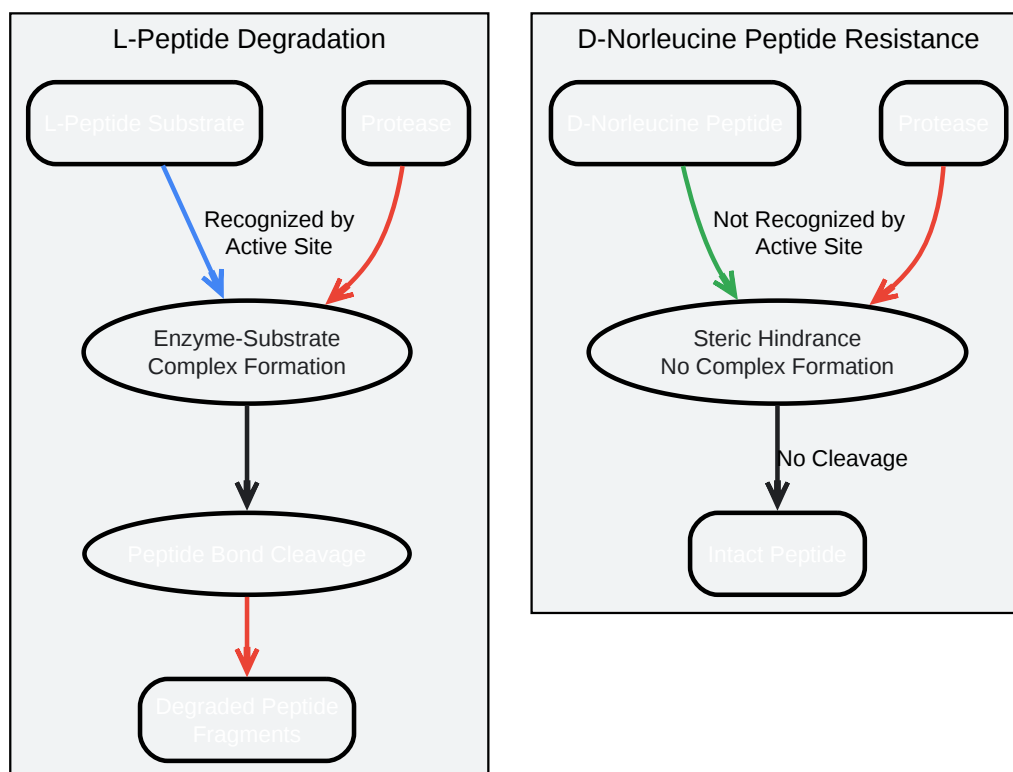 L-Peptide Degradation
L-Peptide Substrate
Protease
Recognized by
Active Site
Enzyme-Substrate
Complex Formation
Peptide Bond Cleavage
Degraded Peptide
Fragments
D-Norleucine Peptide Resistance
D-Norleucine Peptide
Protease
Not Recognized by
Active Site
Steric Hindrance
No Complex Formation
No Cleavage
Intact Peptide